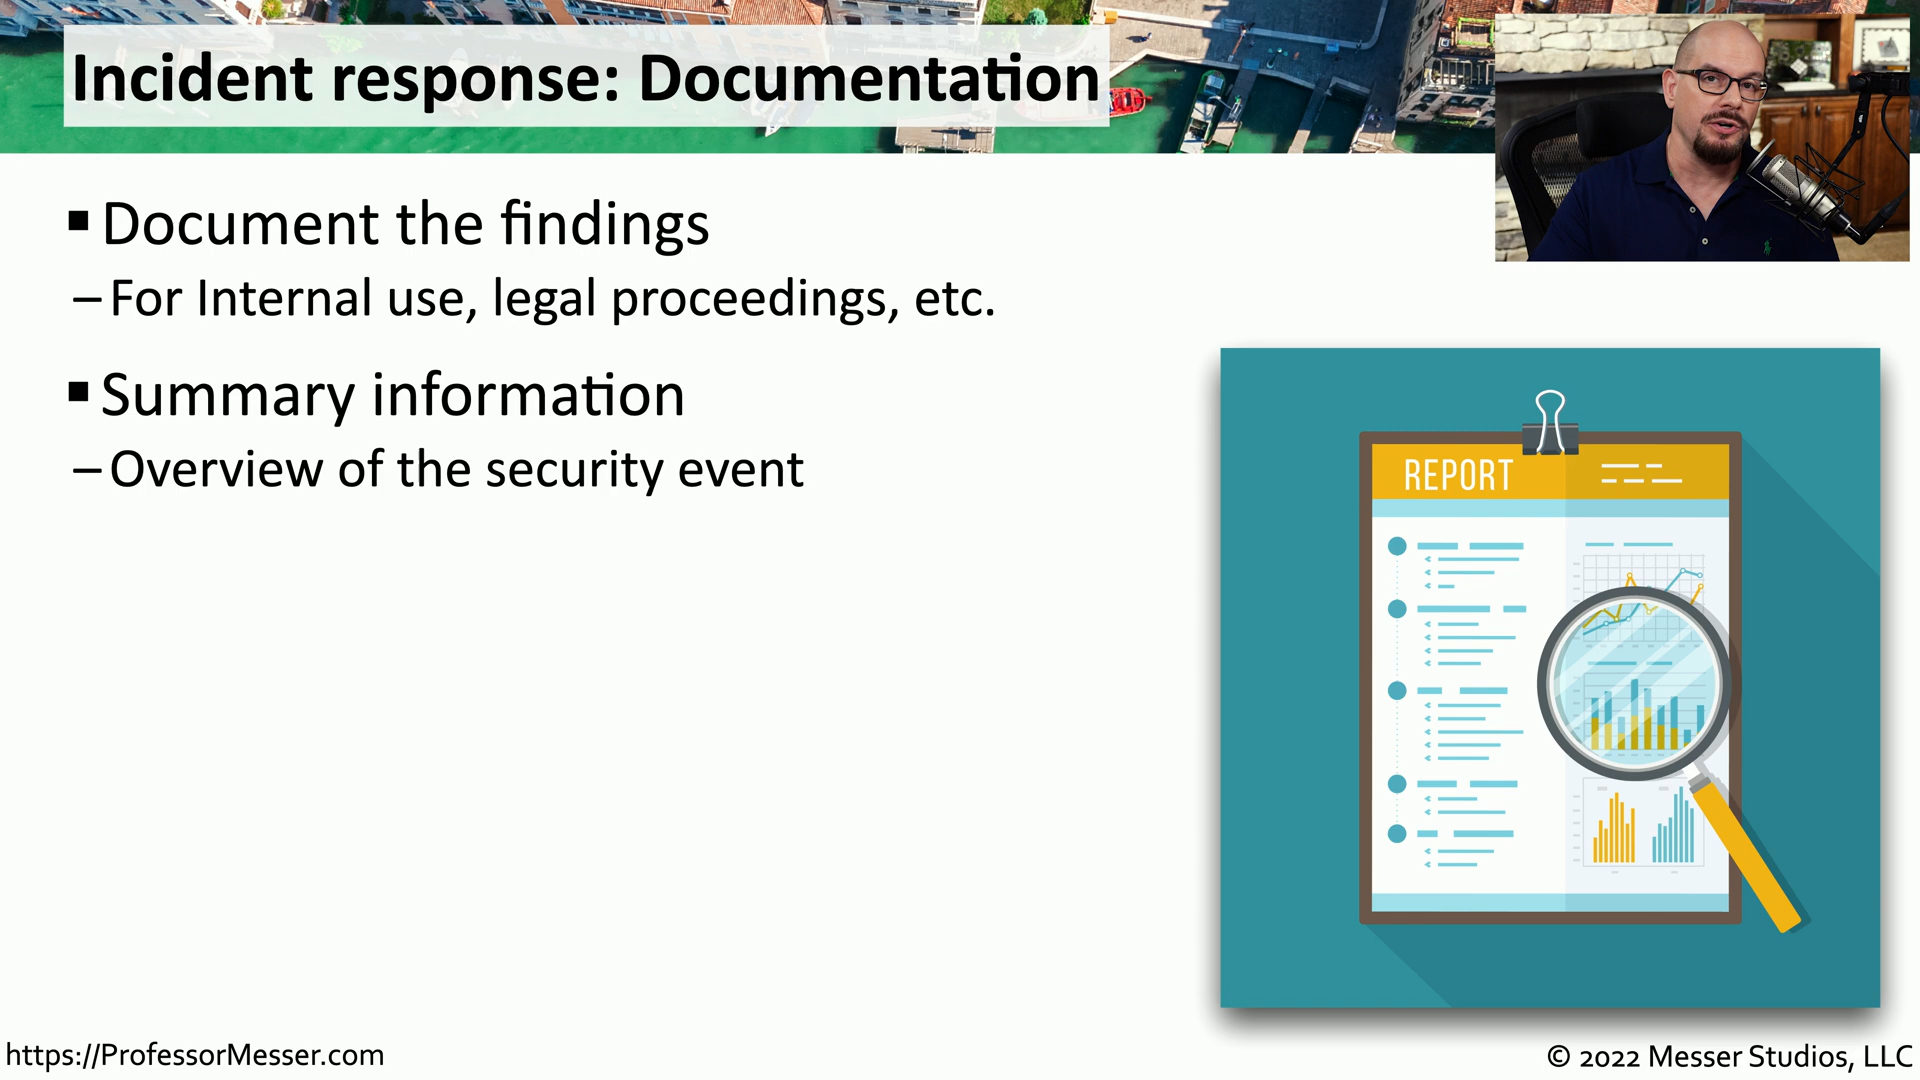 Incident response: Documentation
▪ Document the findings
– For Internal use, legal proceedings, etc.
▪ Summary information
– Overview of the security event
REPORT
https://ProfessorMesser.com
© 2022 Messer Studios, LLC